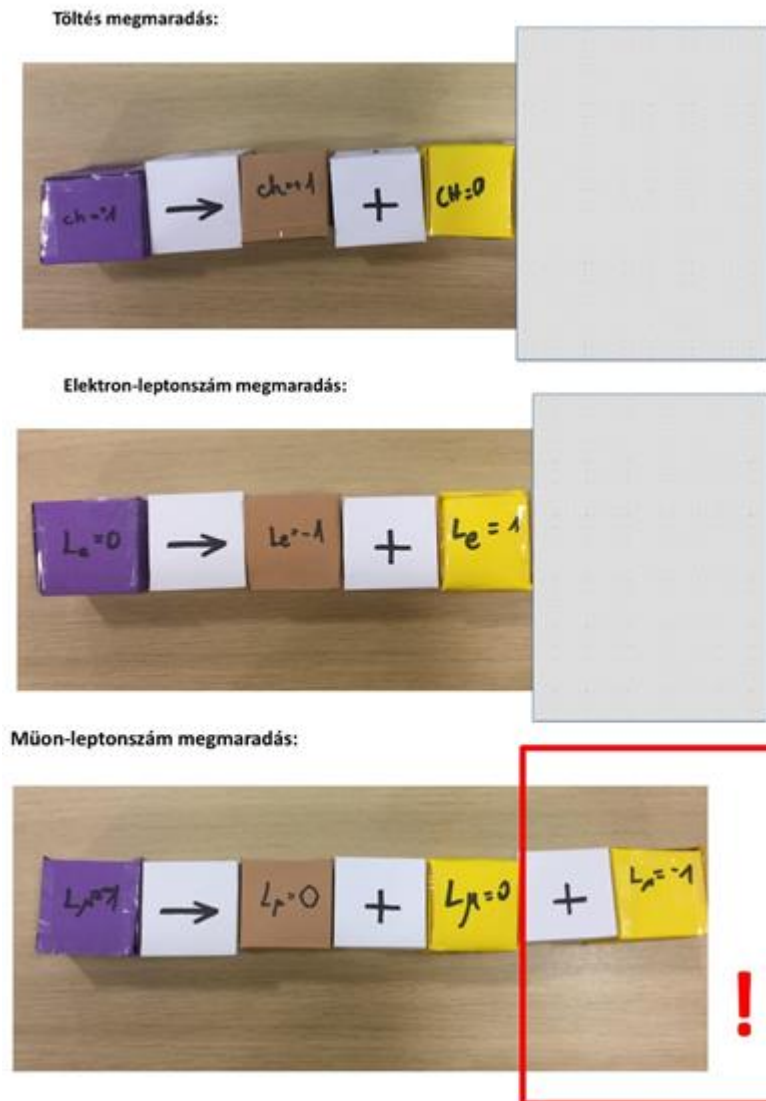 Töltés megmaradás:
ch=+1 → ch=+1 + CH=0
Elektron-leptonszám megmaradás:
Le=0 → Le=-1 + Le=1
Müon-leptonszám megmaradás:
Lμ=-1 → Lμ=0 + Lμ=0 + Lμ=-1
!